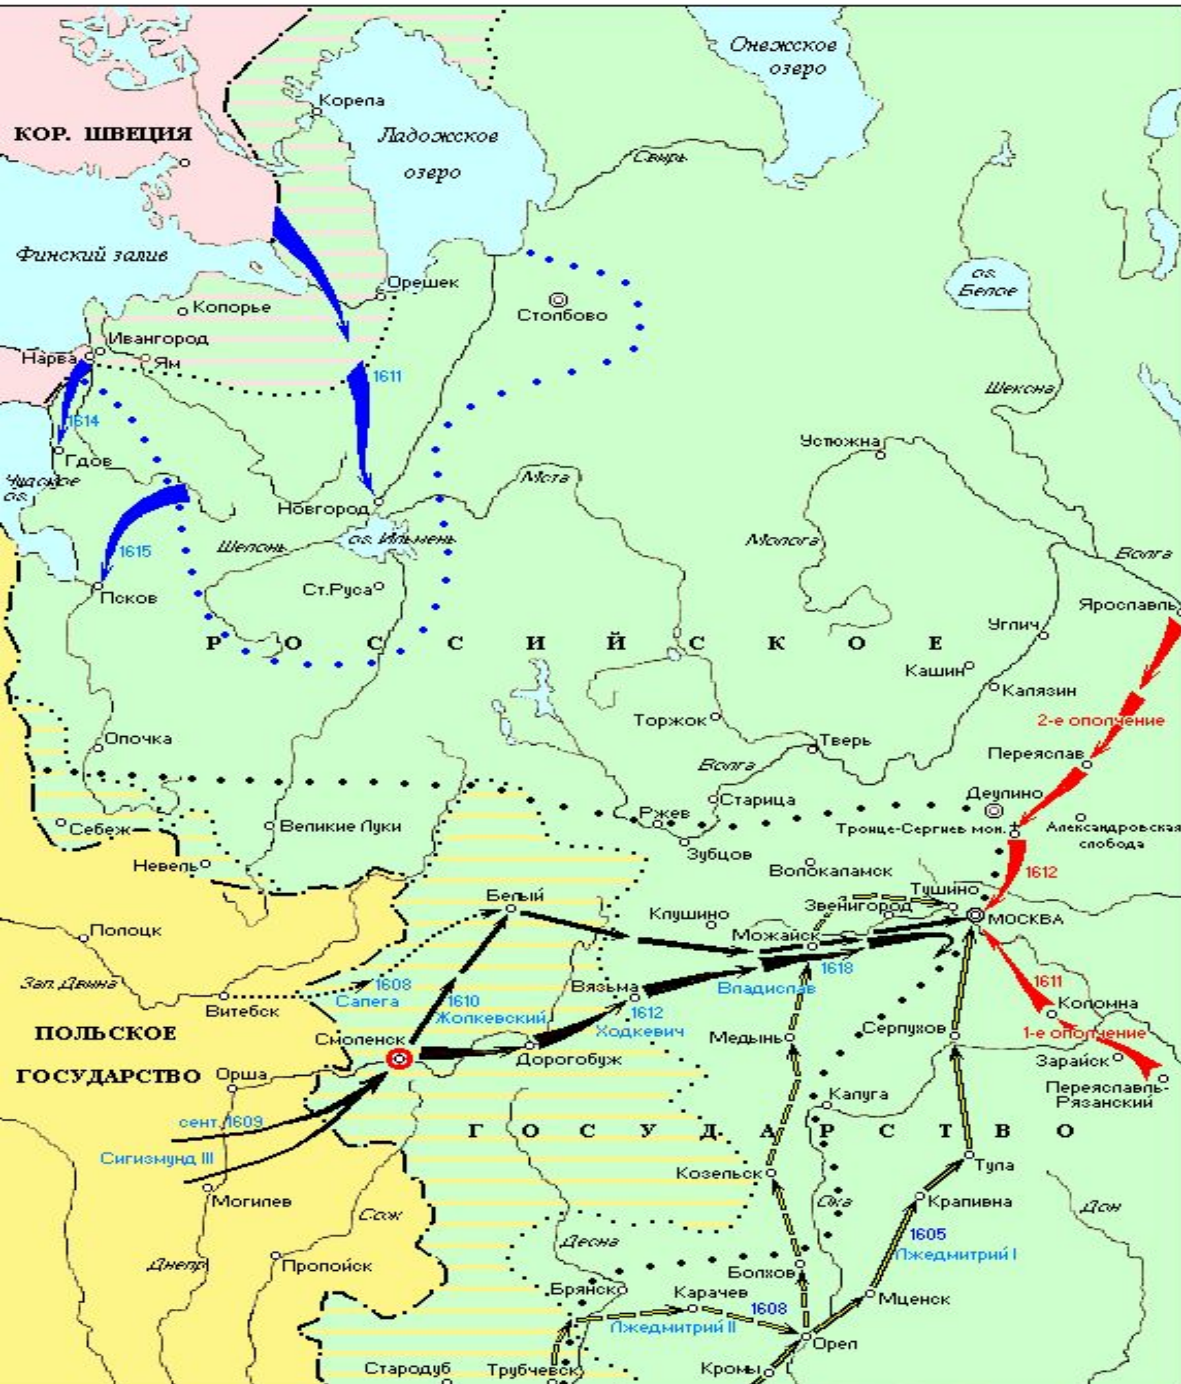 Онежское
озеро
Корела
КОР. ШВЕЦИЯ
Ладожское
озеро
Свирь
Финский залив
оз.
Белое
Орешек
Копорье
Столбово
Ивангород
Нарва
Ям
1611
Шексна
1614
Устюжна
Гдов
Чудское
оз.
Мста
Новгород
Шелонь
оз. Ильмень
Молога
1615
Волга
Псков
Ст.Руса
Ярославль
Углич
РОССИЙСКОЕ
Кашин
Калязин
Торжок
2-е ополчение
Опочка
Тверь
Переяслав
Волга
Старица
Деулино
Ржев
Себеж
Великие Луки
Троице-Сергиев мон.
Александровская
слобода
Невель
Зубцов
Волокаламск
1612
Тушино
Белый
Звенигород
Клушино
МОСКВА
Полоцк
Можайск
Зап.Двина
1608
Сапега
Вязьма
1618
Владислав
1611
Витебск
1610
Жолкевский
1612
Ходкевич
Коломна
ПОЛЬСКОЕ
Смоленск
Медынь
Серпухов
1-е ополчение
Дорогобуж
Зарайск
ГОСУДАРСТВО
Орша
Переяславль-
Рязанский
Калуга
сент.1609
ГОСУДАРСТВО
Сигизмунд III
Козельск
Тула
Могилев
Крапивна
Сож
Ока
Дон
1605
Лжедмитрий I
Десна
Днепр
Пропойск
Болхов
Брянск
Карачев
Мценск
1608
Лжедмитрий II
Орел
Стародуб
Трубчевск
Кромы